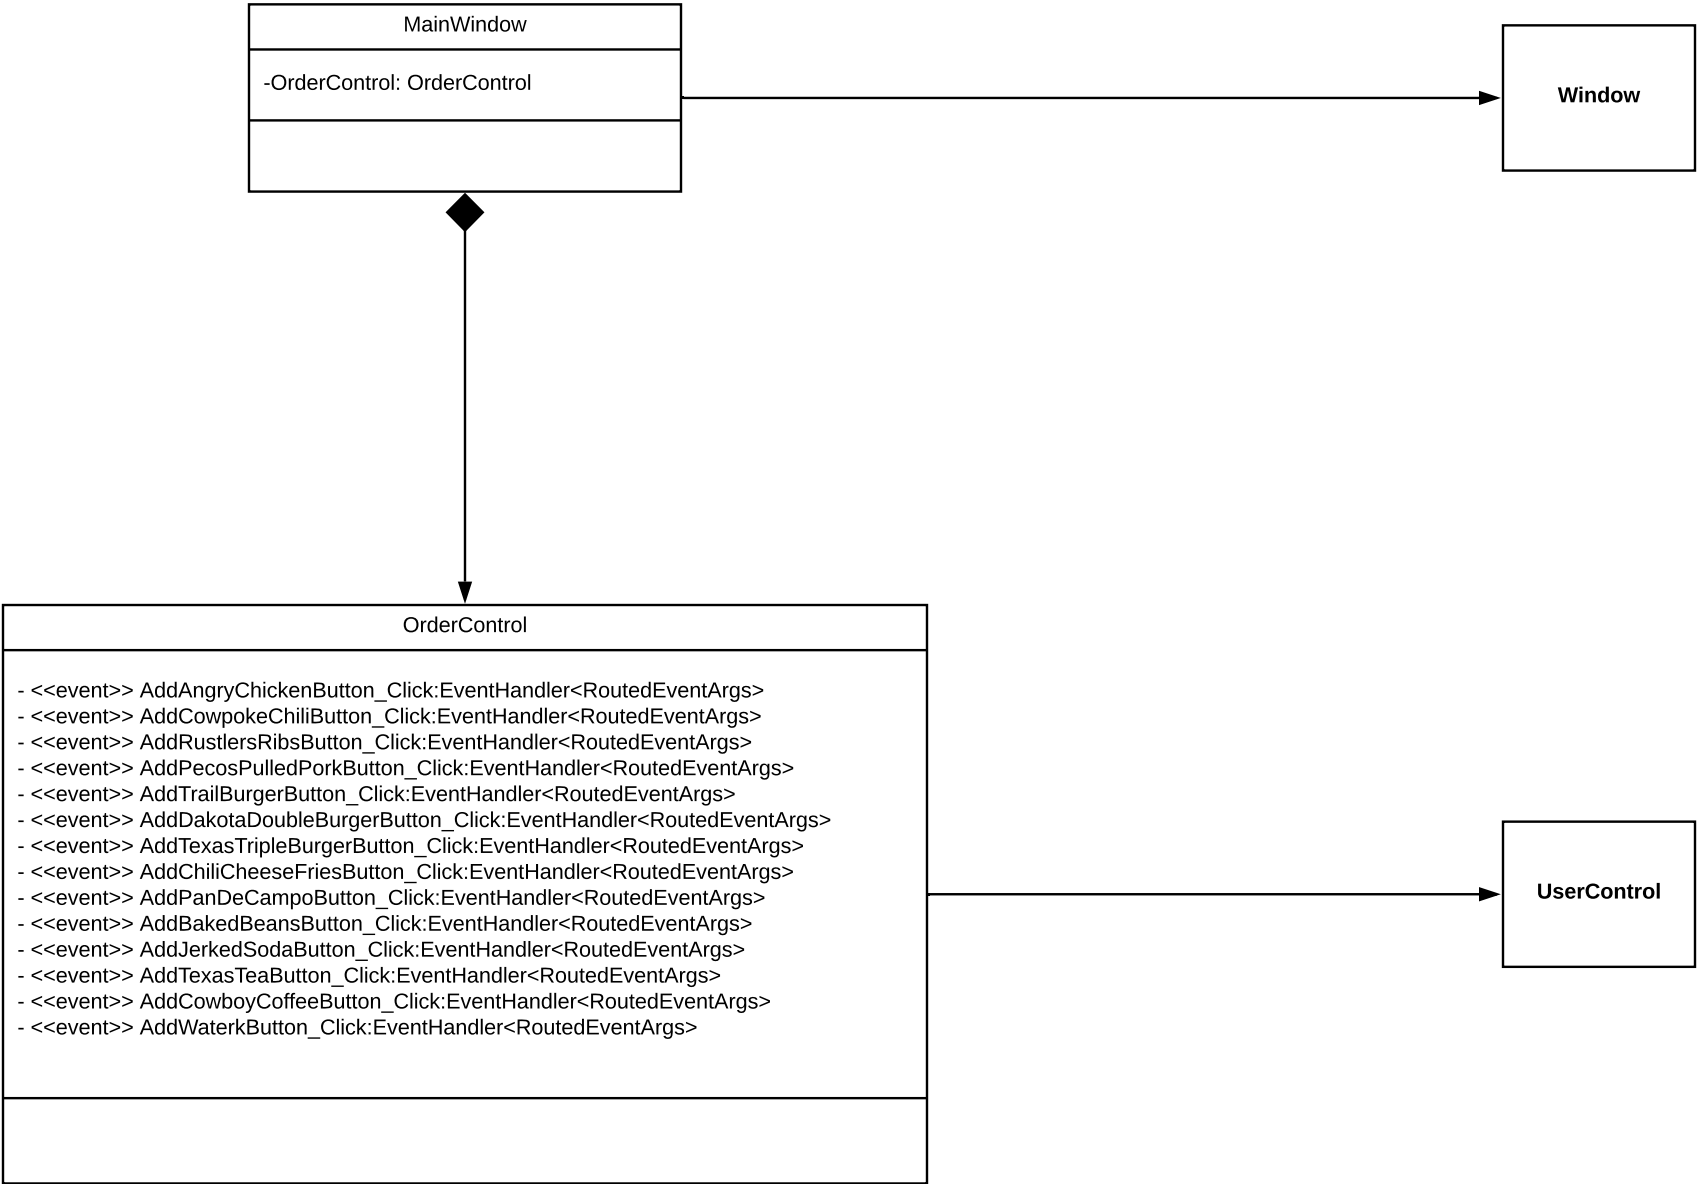 MainWindow
-OrderControl: OrderControl
Window
OrderControl
- <<event>> AddAngryChickenButton_Click:EventHandler<RoutedEventArgs>
- <<event>> AddCowpokeChiliButton_Click:EventHandler<RoutedEventArgs>
- <<event>> AddRustlersRibsButton_Click:EventHandler<RoutedEventArgs>
- <<event>> AddPecosPulledPorkButton_Click:EventHandler<RoutedEventArgs>
- <<event>> AddTrailBurgerButton_Click:EventHandler<RoutedEventArgs>
- <<event>> AddDakotaDoubleBurgerButton_Click:EventHandler<RoutedEventArgs>
- <<event>> AddTexasTripleBurgerButton_Click:EventHandler<RoutedEventArgs>
- <<event>> AddChiliCheeseFriesButton_Click:EventHandler<RoutedEventArgs>
- <<event>> AddPanDeCampoButton_Click:EventHandler<RoutedEventArgs>
- <<event>> AddBakedBeansButton_Click:EventHandler<RoutedEventArgs>
- <<event>> AddJerkedSodaButton_Click:EventHandler<RoutedEventArgs>
- <<event>> AddTexasTeaButton_Click:EventHandler<RoutedEventArgs>
- <<event>> AddCowboyCoffeeButton_Click:EventHandler<RoutedEventArgs>
- <<event>> AddWaterkButton_Click:EventHandler<RoutedEventArgs>
UserControl